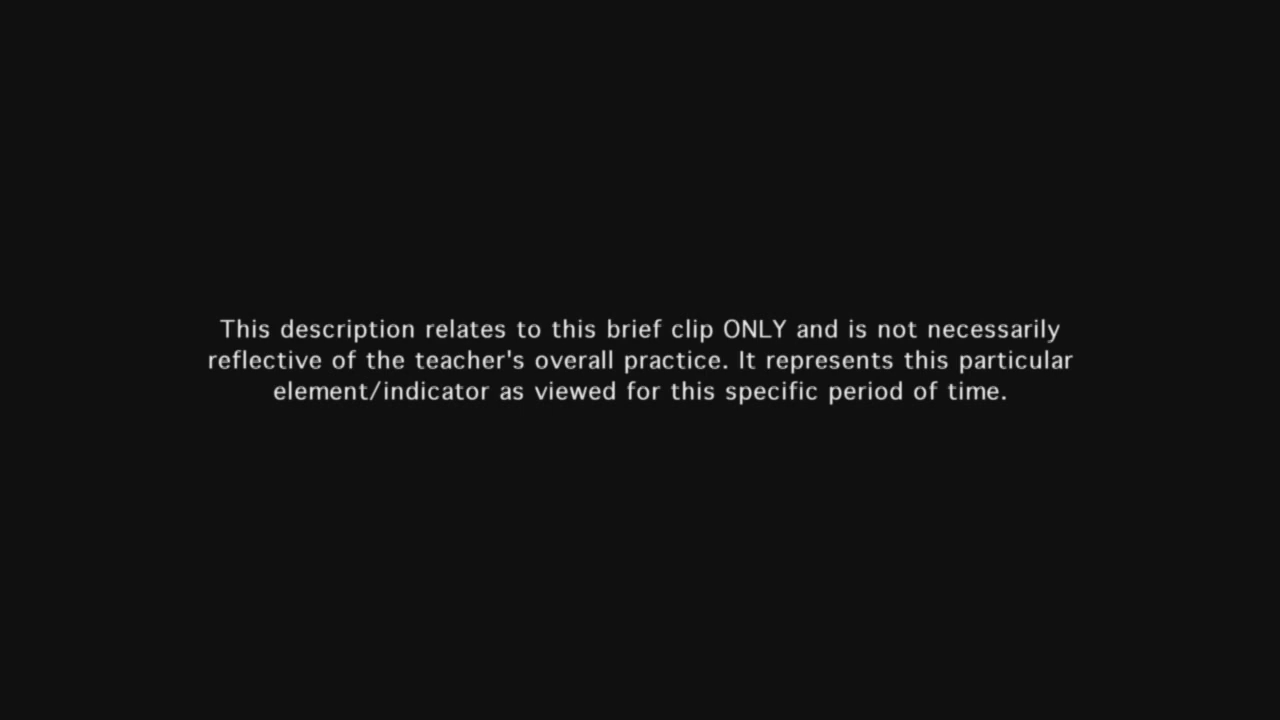 This description relates to this brief clip ONLY and is not necessarily
reflective of the teacher's overall practice. It represents this particular
element/indicator as viewed for this specific period of time.